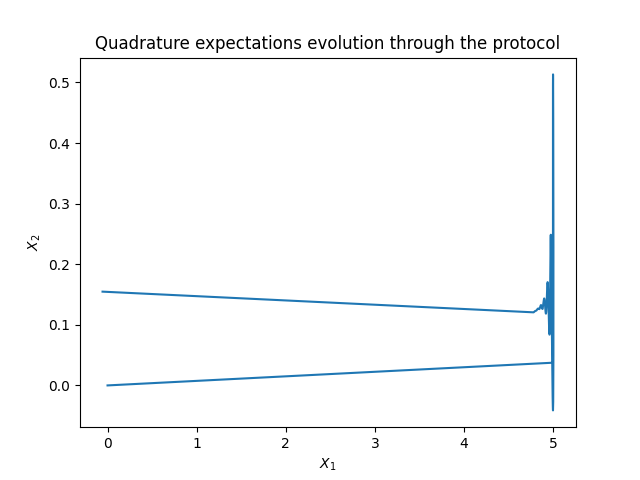 Quadrature expectations evolution through the protocol
0.5
0.4
0.3
0.2
0.1
0.0
X₂
0 1 2 3 4 5
X₁